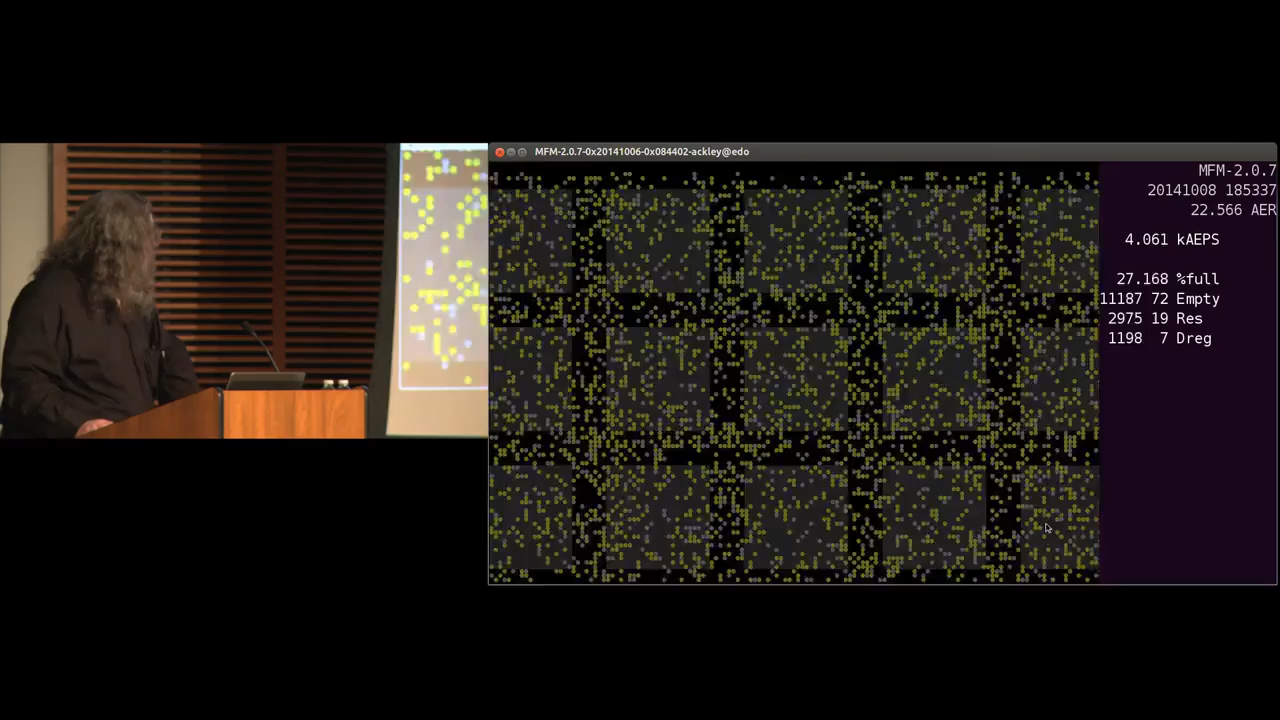 MFM-2.0.7-0x20141006-0x084402-ackley@edo
MFM-2.0.7
20141008 185337
22.566 AER
4.061 kAEPS
27.168 %full
11187 72 Empty
2975 19 Res
1198 7 Dreg